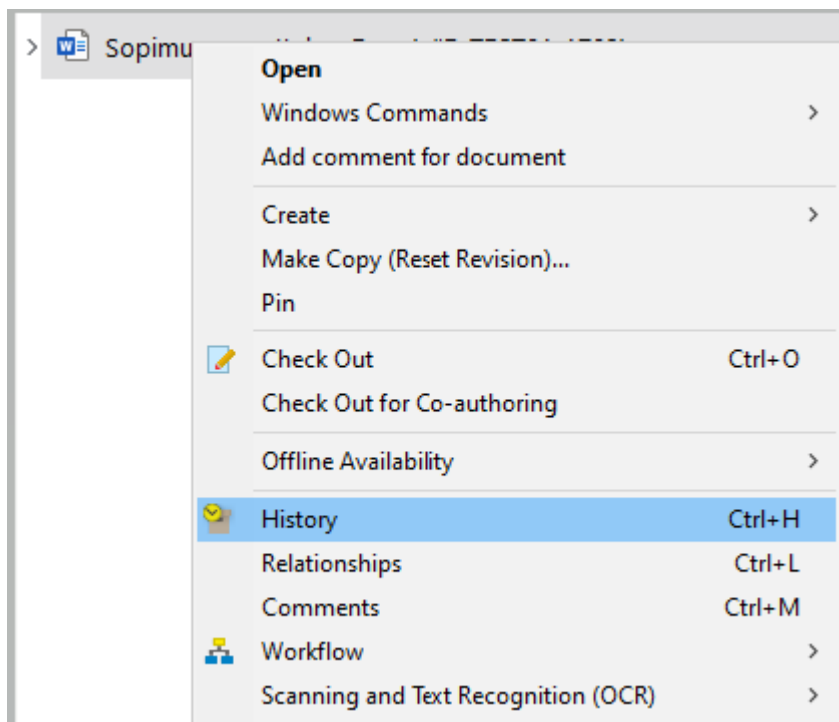 Sopimu
Open
Windows Commands
Add comment for document
Create
Make Copy (Reset Revision)...
Pin
Check Out Ctrl+O
Check Out for Co-authoring
Offline Availability
History Ctrl+H
Relationships Ctrl+L
Comments Ctrl+M
Workflow
Scanning and Text Recognition (OCR)